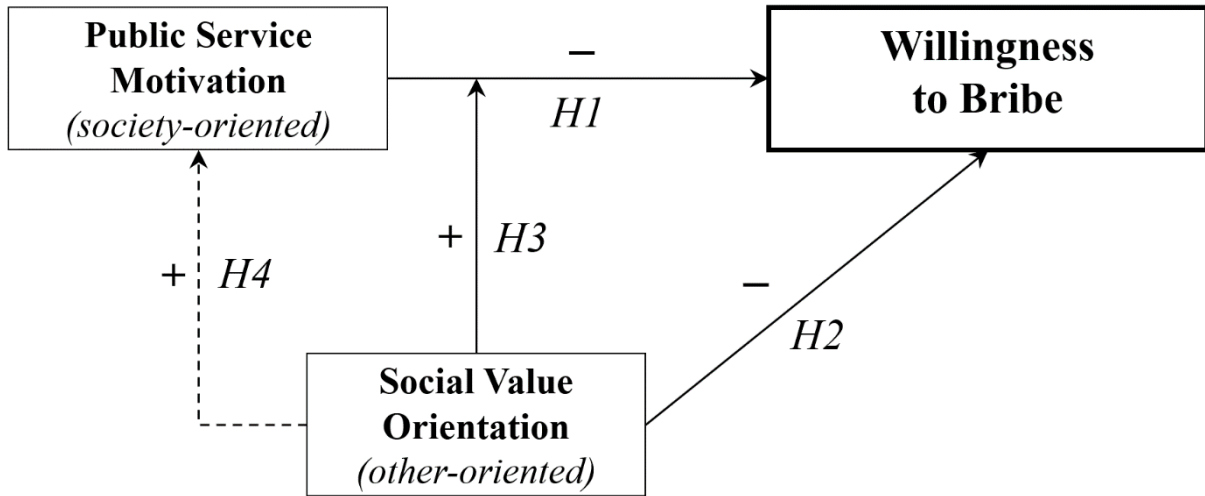 Public Service
Motivation
(society-oriented)
−
H1
Willingness
to Bribe
+
H3
+
H4
−
H2
Social Value
Orientation
(other-oriented)